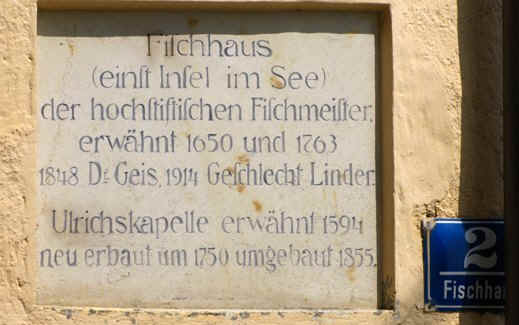 Fiſchhaus
(einſt Inſel im See)
der hochſtiftiſchen Fiſchmeiſter,
erwähnt 1650 und 1763
1848 Dr. Geis, 1914 Geſchlecht Linder.
Ulrichskapelle erwähnt 1594
neu erbaut um 1750 umgebaut 1855.
2